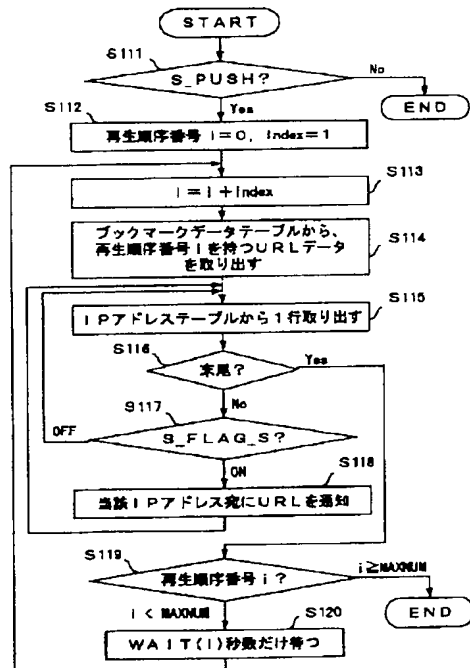 START
S111
S_PUSH?
No
END
Yes
S112
再生順序番号 i=0, Index=1
S113
i=i+Index
ブックマークデータテーブルから、
再生順序番号iを持つURLデータ
を取り出す
S114
S115
IPアドレステーブルから1行取り出す
S116
末尾?
Yes
No
S117
OFF
S_FLAG_S?
ON
S118
当該IPアドレス宛にURLを通知
S119
再生順序番号i?
i≧MAXNUM
END
i<MAXNUM
S120
WAIT(i)秒数だけ待つ